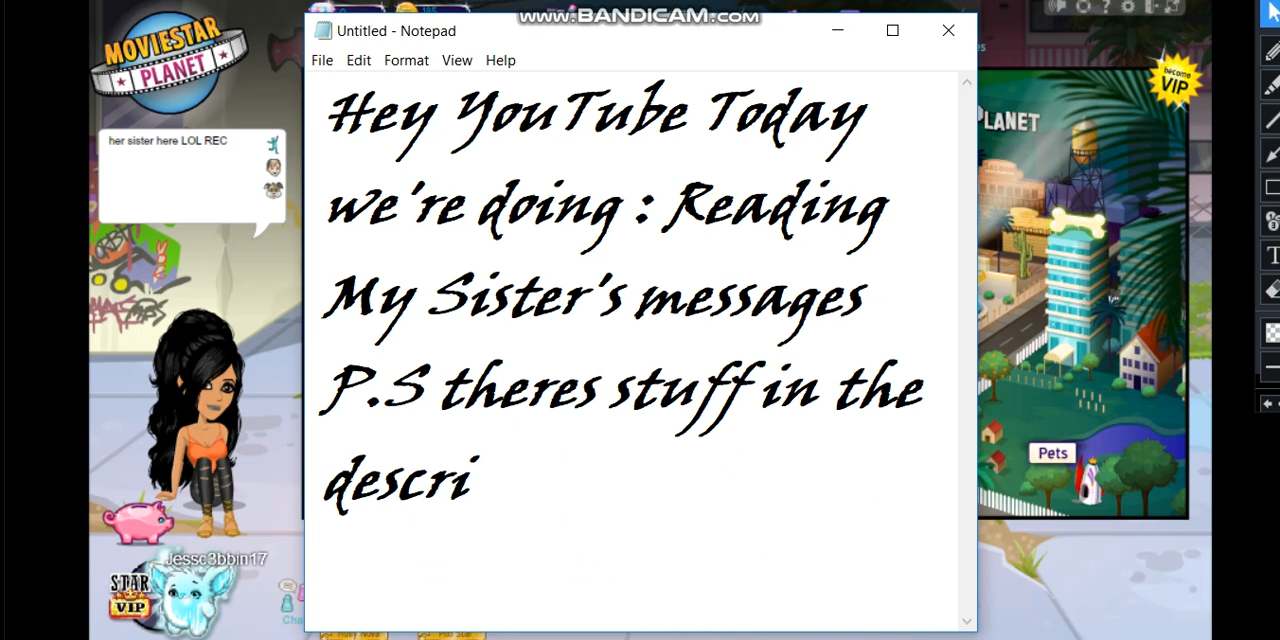 www.BANDICAM.com
Untitled - Notepad
File Edit Format View Help
Hey YouTube Today
we're doing : Reading
My Sister's messages
P.S theres stuff in the
descri
MOVIESTAR
PLANET
her sister here LOL REC
PLANET
become
VIP
Pets
Jessc3bbin17
STAR
VIP
Cha